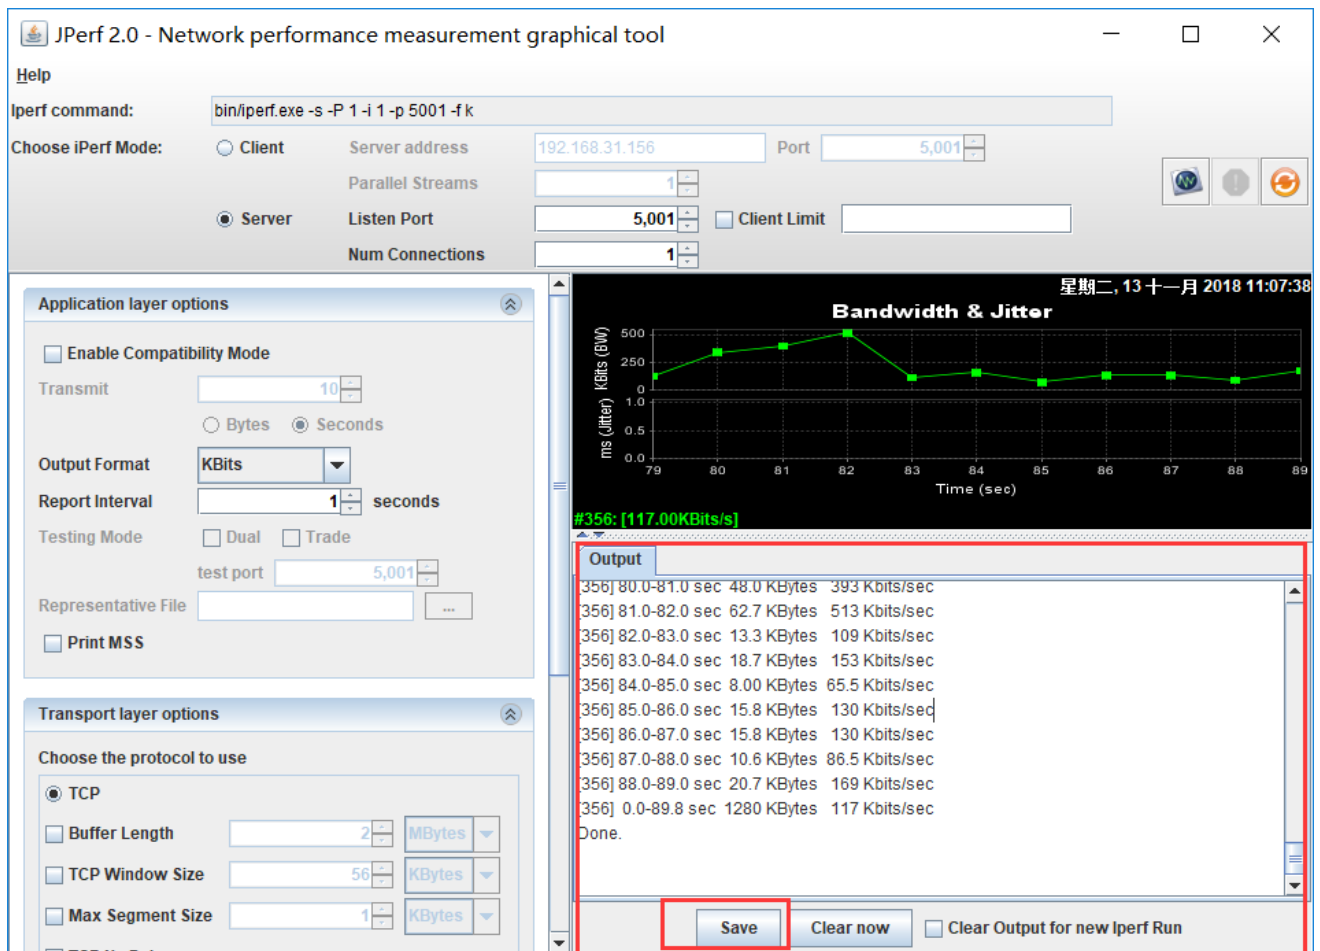 JPerf 2.0 - Network performance measurement graphical tool
Help
Iperf command: bin/iperf.exe -s -P 1 -i 1 -p 5001 -f k
Choose iPerf Mode: Client Server address 192.168.31.156 Port 5,001
Parallel Streams 1
Server Listen Port 5,001 Client Limit
Num Connections 1
Application layer options
Enable Compatibility Mode
Transmit 10
Bytes Seconds
Output Format KBits
Report Interval 1 seconds
Testing Mode Dual Trade
test port 5,001
Representative File ...
Print MSS
Transport layer options
Choose the protocol to use
TCP
Buffer Length 2 MBytes
TCP Window Size 56 KBytes
Max Segment Size 1 KBytes
星期二, 13 十一月 2018 11:07:38
Bandwidth & Jitter
KBits (BW)
500
250
0
ms (Jitter)
1.0
0.5
0.0
79 80 81 82 83 84 85 86 87 88 89
Time (sec)
#356: [117.00KBits/s]
Output
[356] 80.0-81.0 sec 48.0 KBytes 393 Kbits/sec
[356] 81.0-82.0 sec 62.7 KBytes 513 Kbits/sec
[356] 82.0-83.0 sec 13.3 KBytes 109 Kbits/sec
[356] 83.0-84.0 sec 18.7 KBytes 153 Kbits/sec
[356] 84.0-85.0 sec 8.00 KBytes 65.5 Kbits/sec
[356] 85.0-86.0 sec 15.8 KBytes 130 Kbits/sec
[356] 86.0-87.0 sec 15.8 KBytes 130 Kbits/sec
[356] 87.0-88.0 sec 10.6 KBytes 86.5 Kbits/sec
[356] 88.0-89.0 sec 20.7 KBytes 169 Kbits/sec
[356] 0.0-89.8 sec 1280 KBytes 117 Kbits/sec
Done.
Save Clear now Clear Output for new Iperf Run